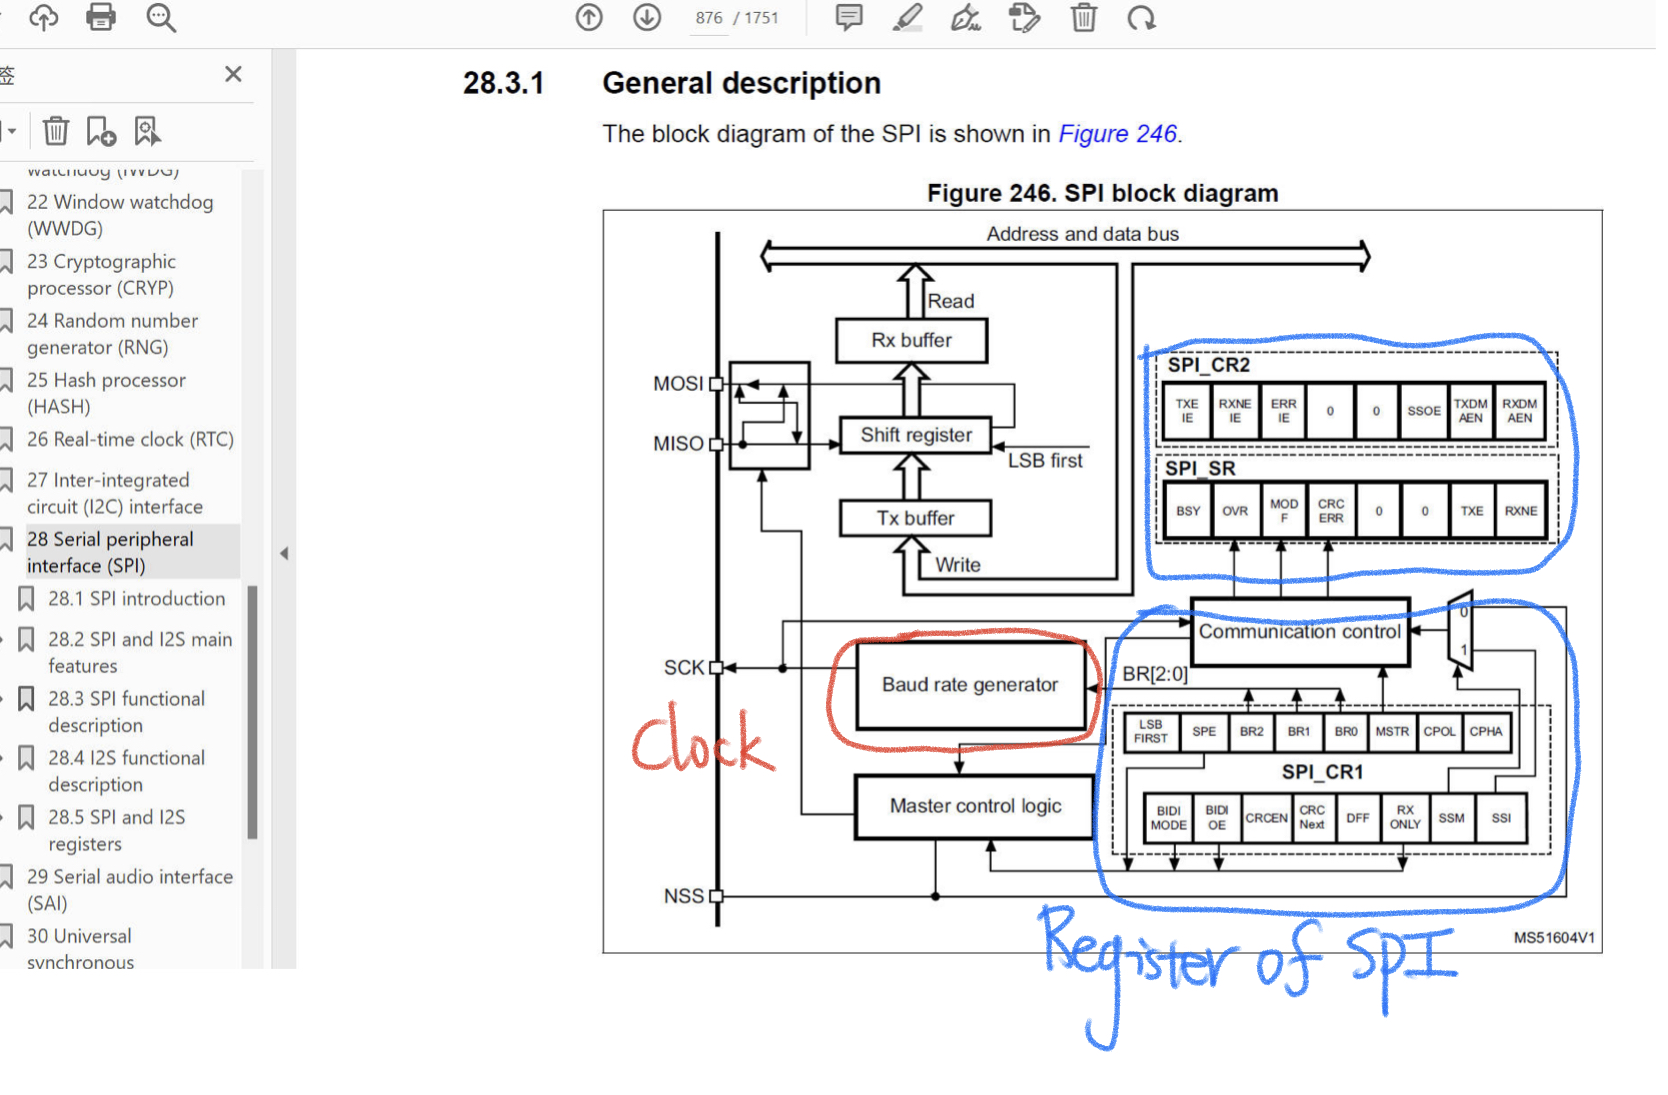 876 / 1751
签
watchdog (IWDG)
22 Window watchdog
(WWDG)
23 Cryptographic
processor (CRYP)
24 Random number
generator (RNG)
25 Hash processor
(HASH)
26 Real-time clock (RTC)
27 Inter-integrated
circuit (I2C) interface
28 Serial peripheral
interface (SPI)
28.1 SPI introduction
28.2 SPI and I2S main
features
28.3 SPI functional
description
28.4 I2S functional
description
28.5 SPI and I2S
registers
29 Serial audio interface
(SAI)
30 Universal
synchronous
28.3.1 General description
The block diagram of the SPI is shown in Figure 246.
Figure 246. SPI block diagram
Address and data bus
Read
Rx buffer
MOSI
MISO
Shift register
LSB first
Tx buffer
Write
SPI_CR2
TXE IE RXNE IE ERR IE 0 0 SSOE TXDM AEN RXDM AEN
SPI_SR
BSY OVR MOD F CRC ERR 0 0 TXE RXNE
Communication control
0
1
SCK
Baud rate generator
BR[2:0]
Clock
LSB FIRST SPE BR2 BR1 BR0 MSTR CPOL CPHA
SPI_CR1
Master control logic
BIDI MODE BIDI OE CRCEN CRC Next DFF RX ONLY SSM SSI
NSS
MS51604V1
Register of SPI